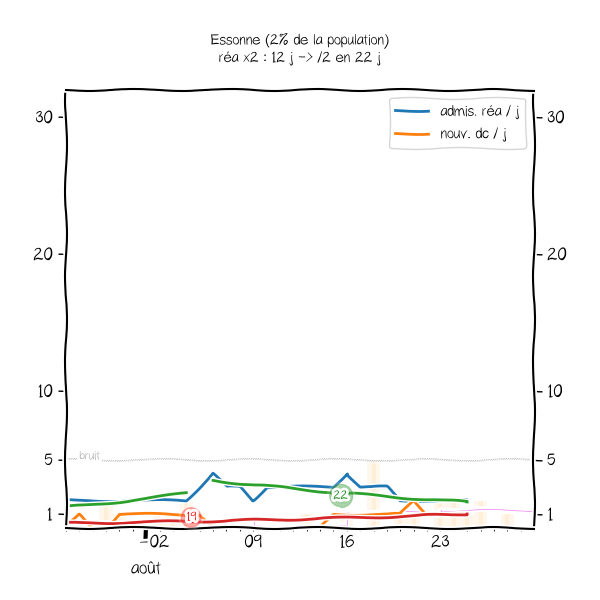 Essonne (2% de la population)
réa x2 : 12 j -> /2 en 22 j
admis. réa / j
nouv. dc / j
30
30
20
20
10
10
bruit
5
5
22
19
1
1
02
09
16
23
août